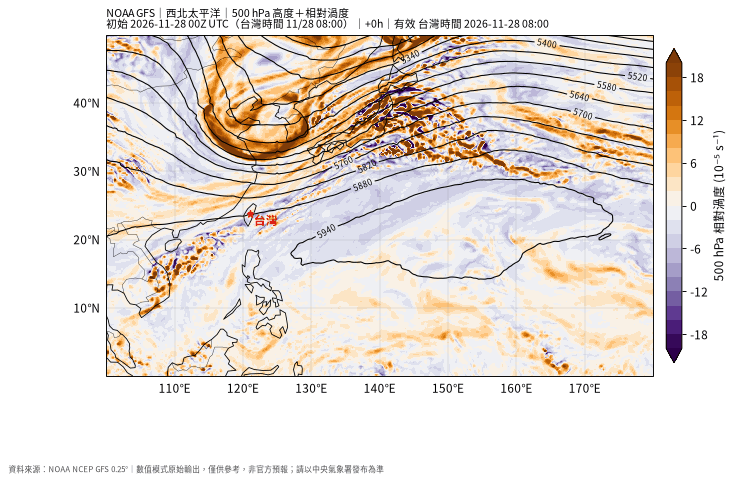 NOAA GFS｜西北太平洋｜500 hPa 高度＋相對渦度
初始 2026-11-28 00Z UTC（台灣時間 11/28 08:00）｜+0h｜有效 台灣時間 2026-11-28 08:00
5400
5340
5520
5580
5640
5700
5760
5820
5880
5940
台灣
40°N
30°N
20°N
10°N
110°E
120°E
130°E
140°E
150°E
160°E
170°E
18
12
6
0
-6
-12
-18
500 hPa 相對渦度 (10⁻⁵ s⁻¹)
資料來源：NOAA NCEP GFS 0.25°｜數值模式原始輸出，僅供參考，非官方預報；請以中央氣象署發布為準